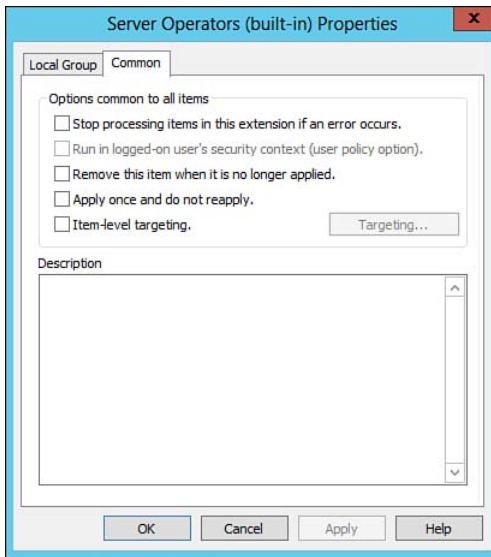 Server Operators (built-in) Properties
x
Local Group Common
Options common to all items
Stop processing items in this extension if an error occurs.
Run in logged-on user's security context (user policy option).
Remove this item when it is no longer applied.
Apply once and do not reapply.
Item-level targeting. Targeting...
Description
OK Cancel Apply Help